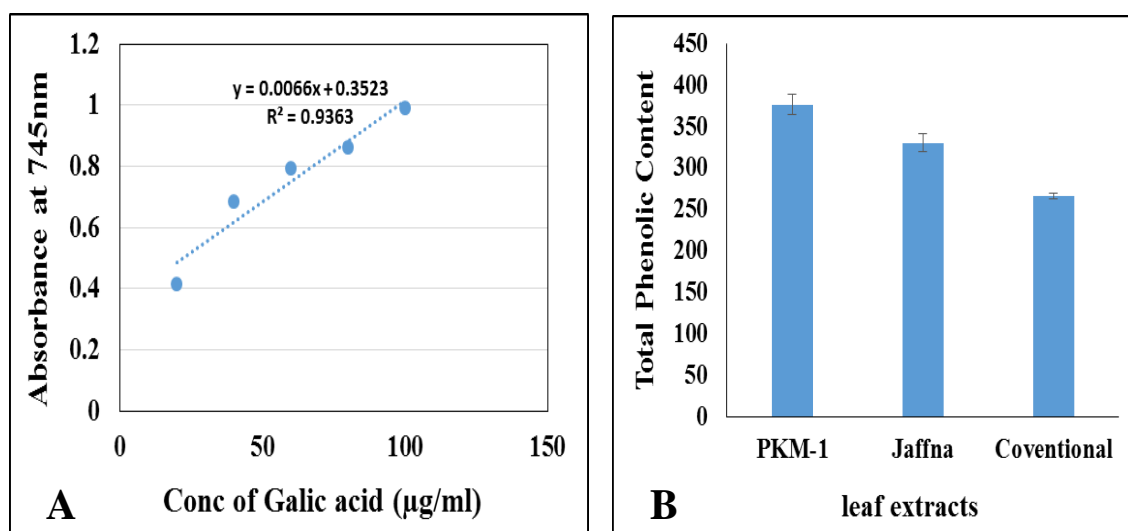 Absorbance at 745nm
1.2
1
0.8
0.6
0.4
0.2
0
y = 0.0066x + 0.3523
R² = 0.9363
0 50 100 150
Conc of Galic acid (µg/ml)
A
Total Phenolic Content
450
400
350
300
250
200
150
100
50
0
PKM-1 Jaffna Coventional
leaf extracts
B